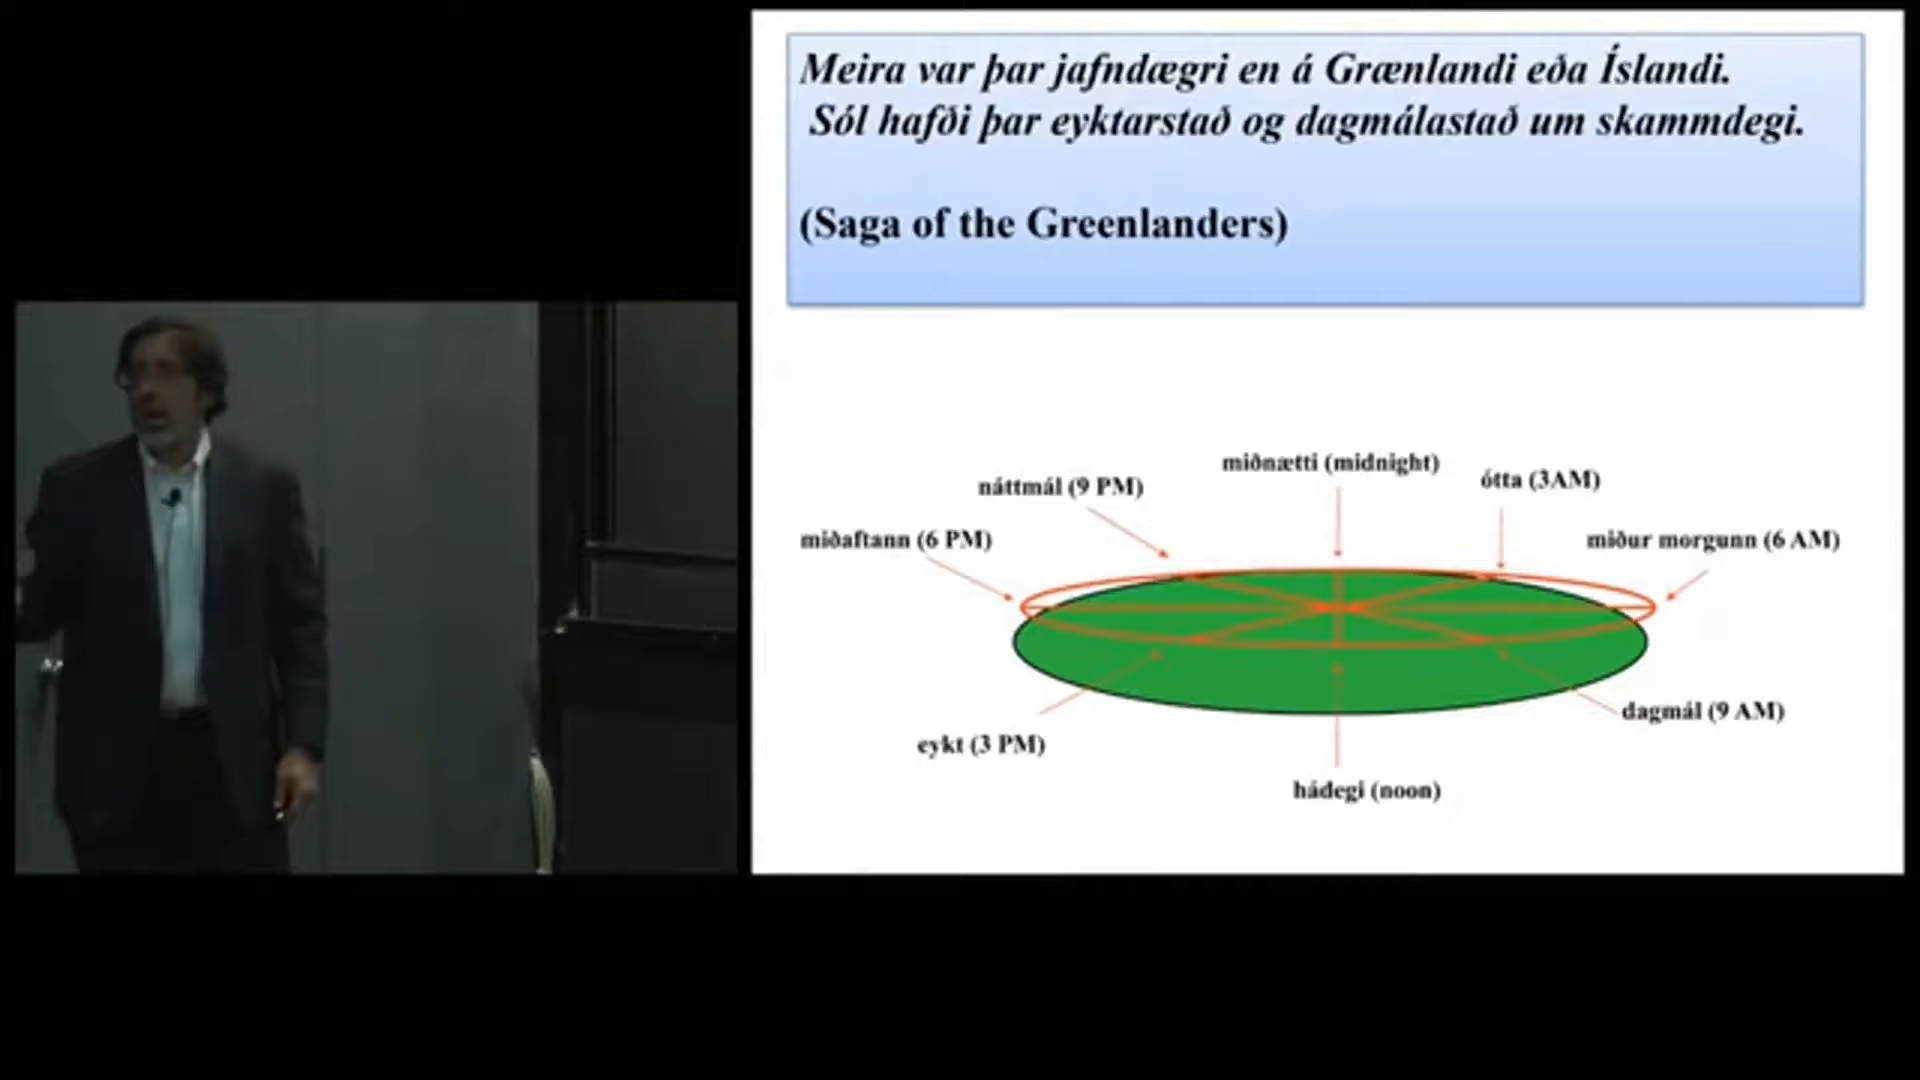 Meira var þar jafndægri en á Grænlandi eða Íslandi.
Sól hafði þar eyktarstað og dagmálastað um skammdegi.
(Saga of the Greenlanders)
miðnætti (midnight)
náttmál (9 PM)
ótta (3AM)
miðaftann (6 PM)
miður morgunn (6 AM)
dagmál (9 AM)
eykt (3 PM)
hádegi (noon)